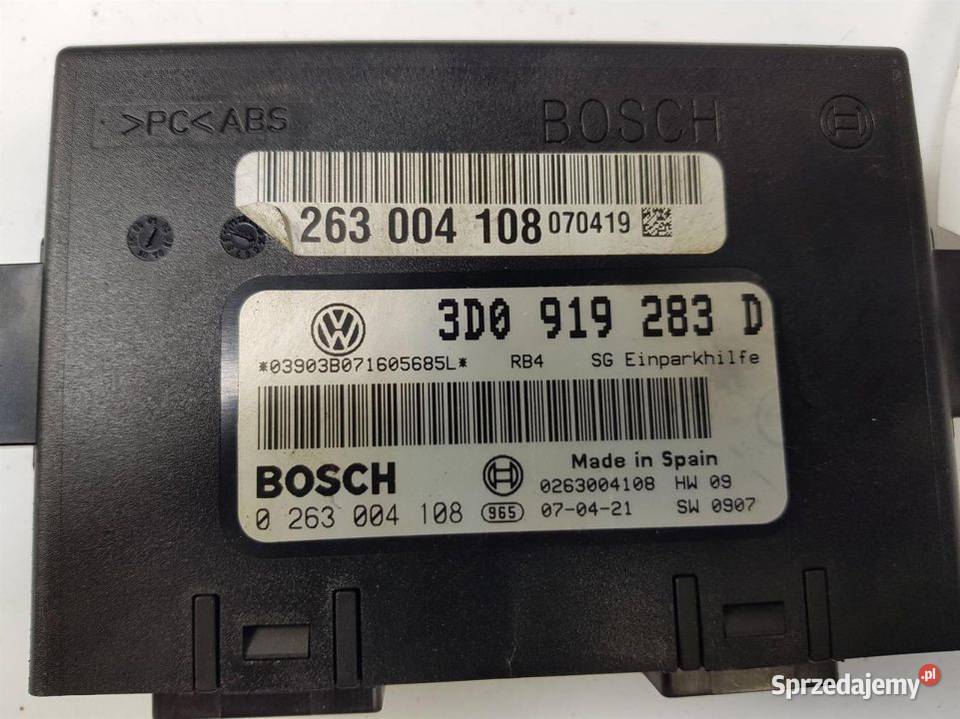 >PC<ABS
BOSCH
263 004 108 070419
3D0 919 283 D
*03903B071605685L* RB4 SG Einparkhilfe
BOSCH
Made in Spain
0263004108 HW 09
0 263 004 108 965 07-04-21 SW 0907
Sprzedajemy.pl